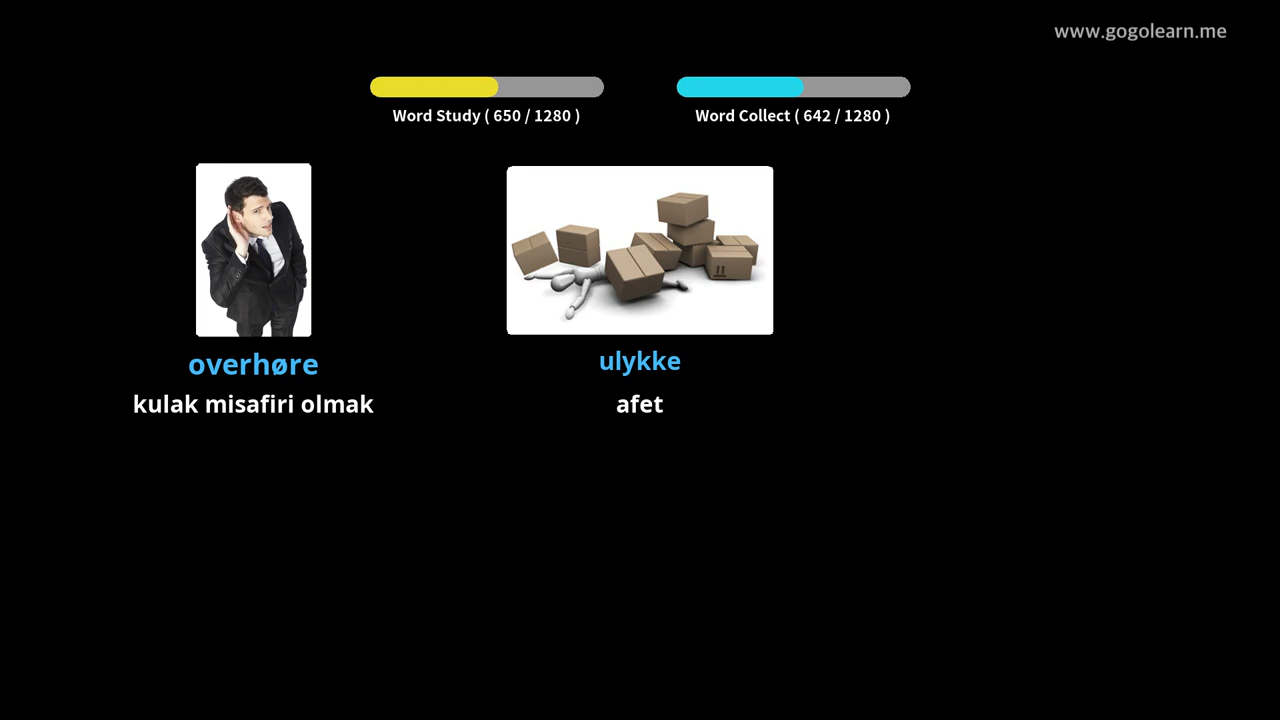 www.gogolearn.me
Word Study ( 650 / 1280 )
Word Collect ( 642 / 1280 )
overhøre
kulak misafiri olmak
ulykke
afet